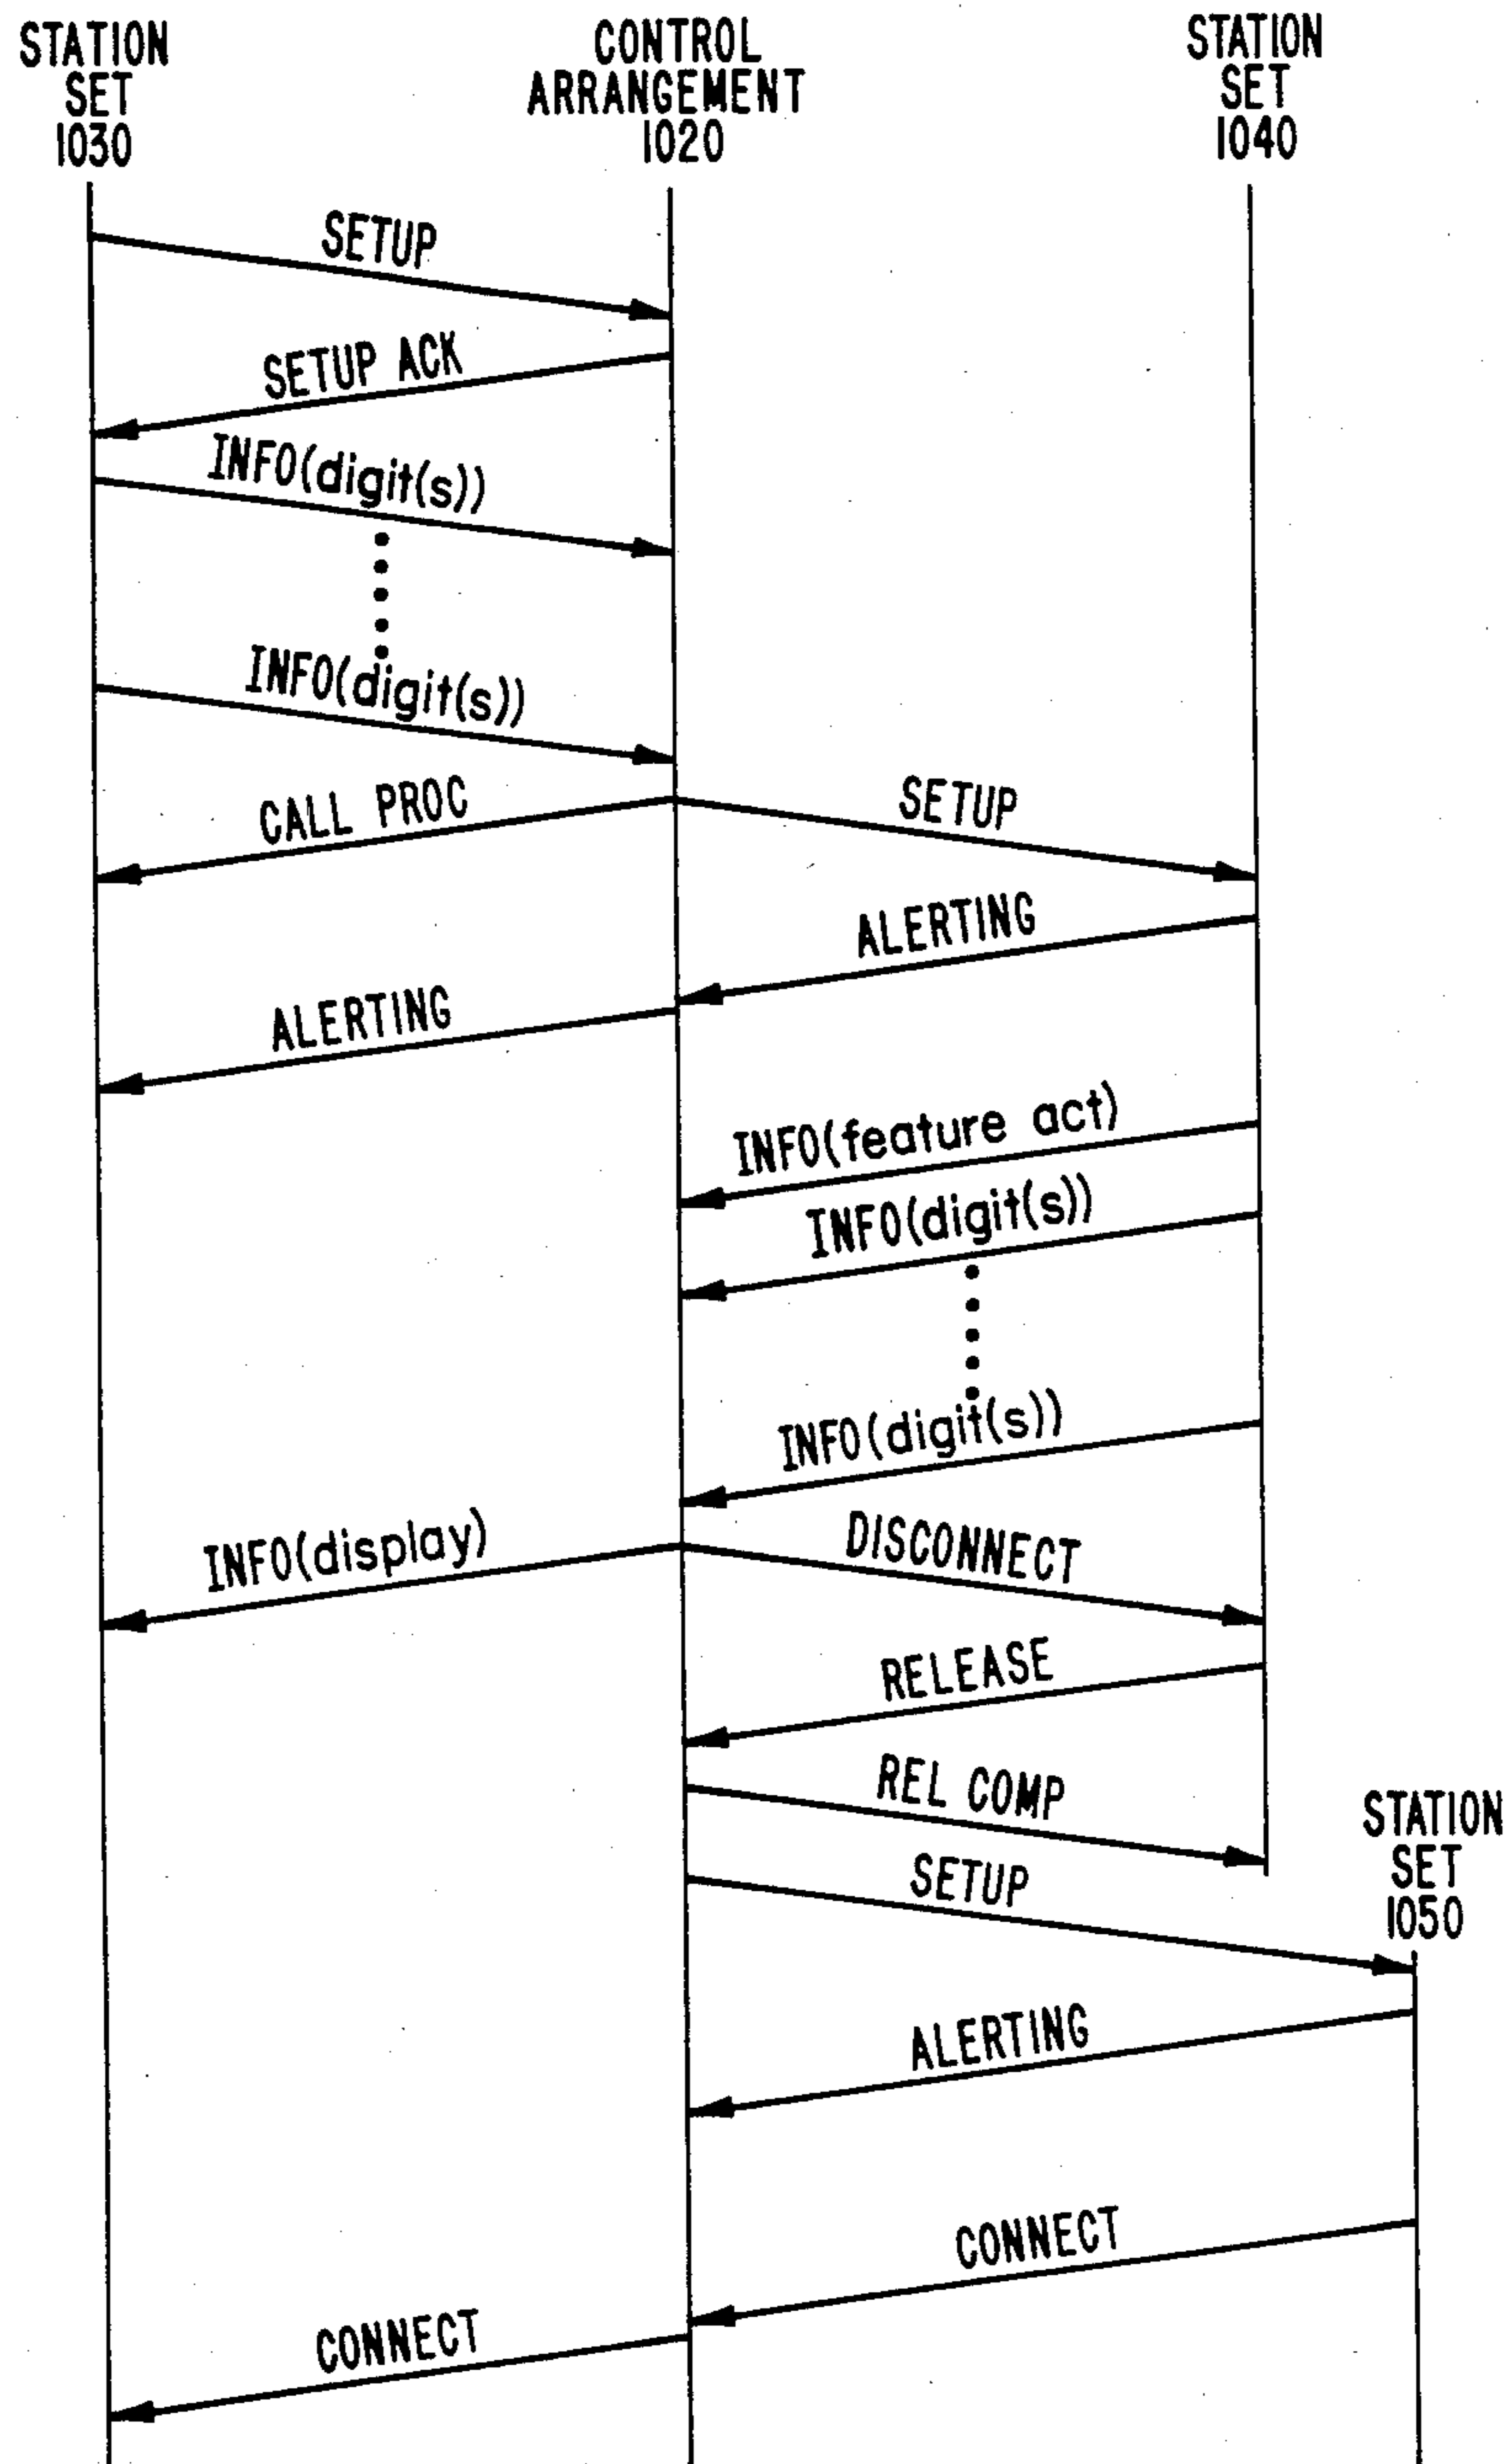 STATION
SET
1030
CONTROL
ARRANGEMENT
1020
STATION
SET
1040
SETUP
SETUP ACK
INFO(digit(s))
INFO(digit(s))
CALL PROC
SETUP
ALERTING
ALERTING
INFO(feature act)
INFO(digit(s))
INFO(digit(s))
INFO(display)
DISCONNECT
RELEASE
REL COMP
STATION
SET
1050
SETUP
ALERTING
CONNECT
CONNECT